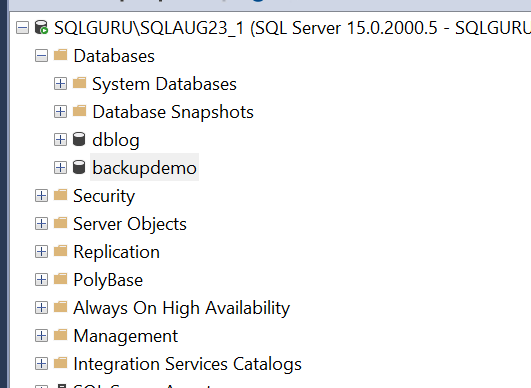 SQLGURU\SQLAUG23_1 (SQL Server 15.0.2000.5 - SQLGURU
Databases
System Databases
Database Snapshots
dblog
backupdemo
Security
Server Objects
Replication
PolyBase
Always On High Availability
Management
Integration Services Catalogs